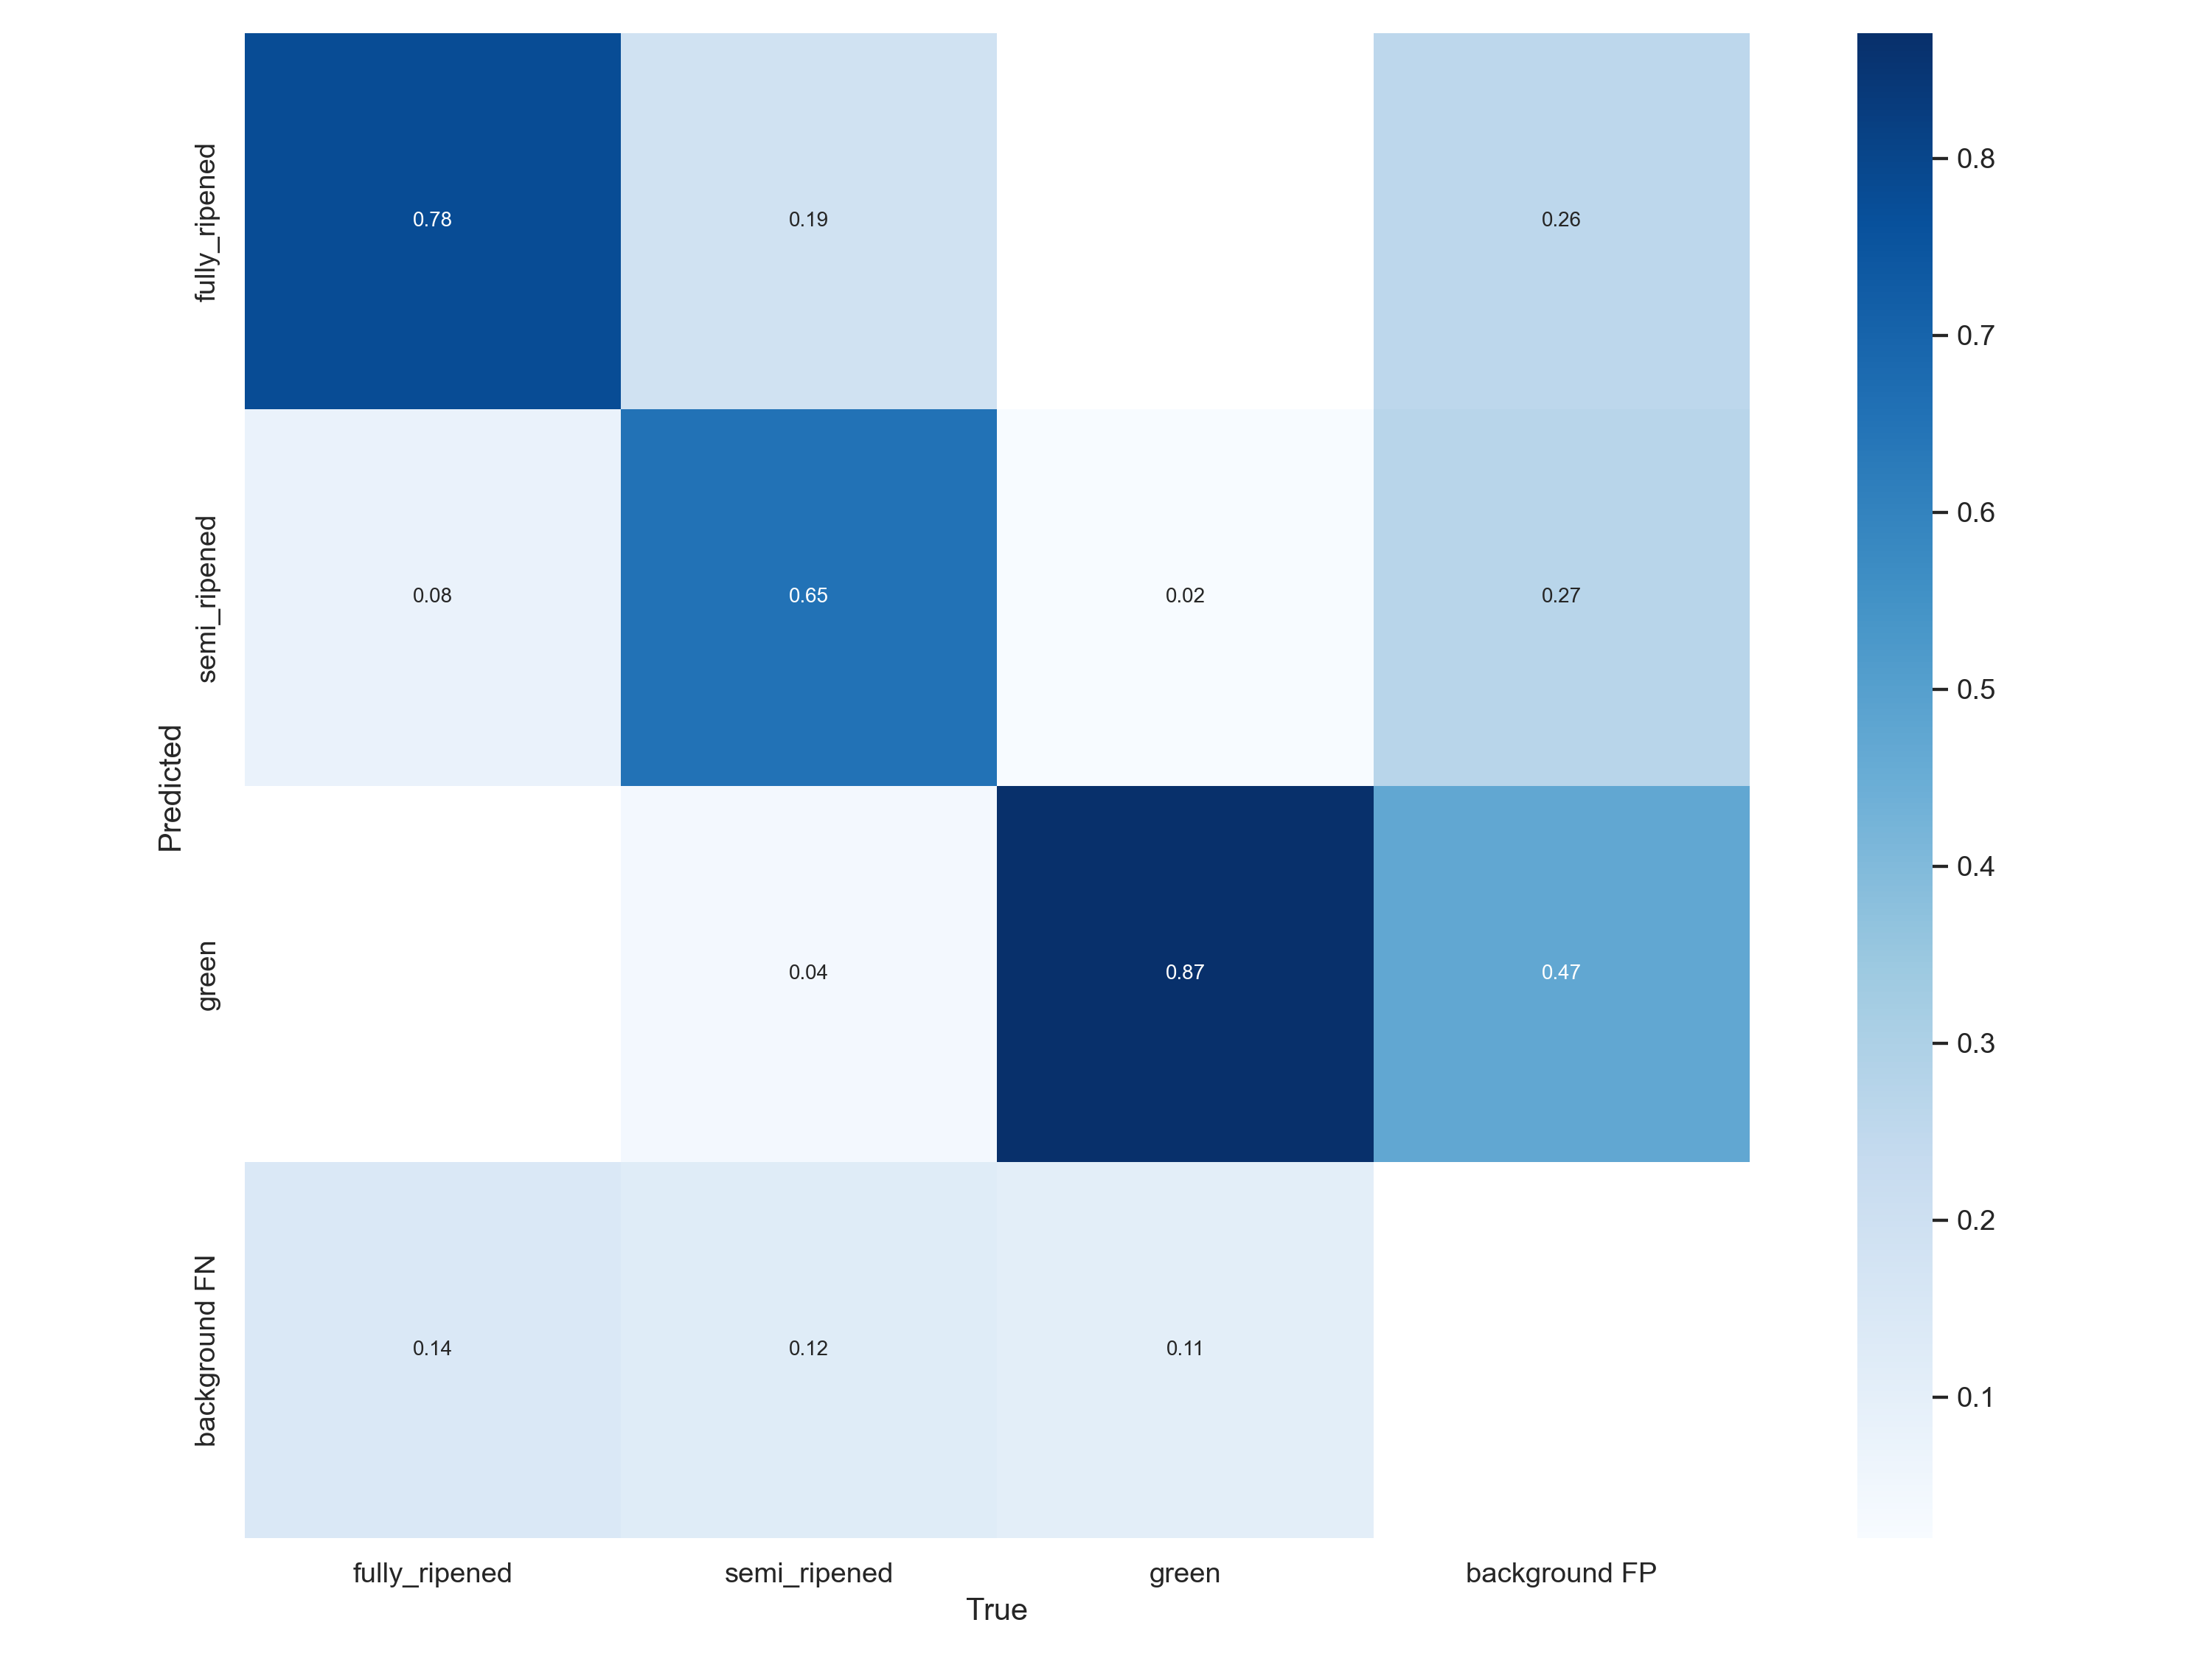 fully_ripened
0.78
0.19
0.26
semi_ripened
0.08
0.65
0.02
0.27
green
0.04
0.87
0.47
background FN
0.14
0.12
0.11
Predicted
fully_ripened
semi_ripened
green
background FP
True
0.8
0.7
0.6
0.5
0.4
0.3
0.2
0.1